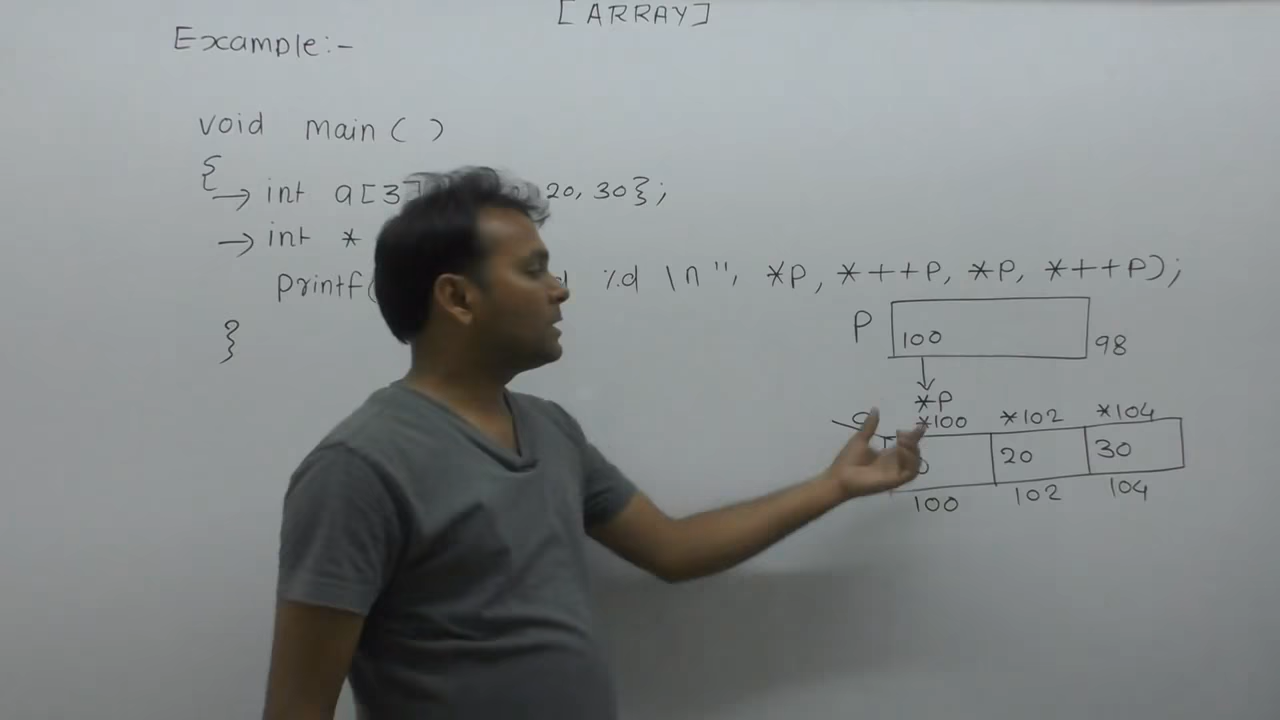 [ARRAY]
Example:-
void main( )
{
→ int a[3] 20, 30};
→ int *
printf( %d \n", *P, *++P, *P, *++P);
}
P 100 98
*P
*100 *102 *104
20 30
100 102 104